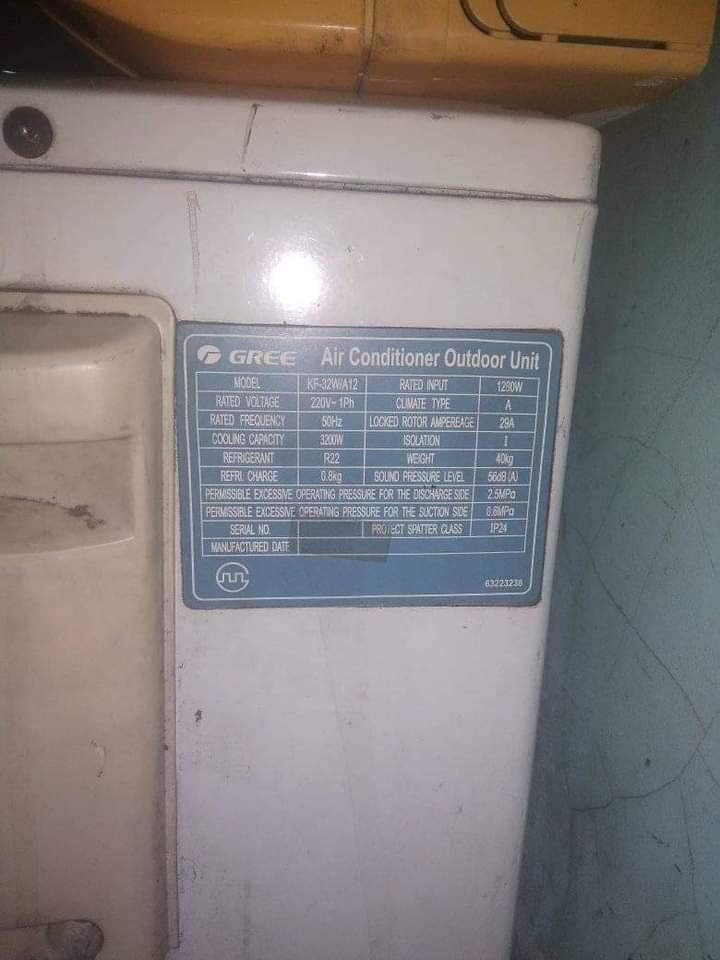 GREE Air Conditioner Outdoor Unit
MODEL KF-32W/A12 RATED INPUT 1280W
RATED VOLTAGE 220V~1Ph CLIMATE TYPE A
RATED FREQUENCY 50Hz LOCKED ROTOR AMPEREAGE 29A
COOLING CAPACITY 3200W ISOLATION I
REFRIGERANT R22 WEIGHT 40kg
REFRI. CHARGE 0.8kg SOUND PRESSURE LEVEL 56dB(A)
PERMISSIBLE EXCESSIVE OPERATING PRESSURE FOR THE DISCHARGE SIDE 2.5MPa
PERMISSIBLE EXCESSIVE OPERATING PRESSURE FOR THE SUCTION SIDE 0.6MPa
SERIAL NO. PROTECT SPATTER CLASS IP24
MANUFACTURED DATE
63223238